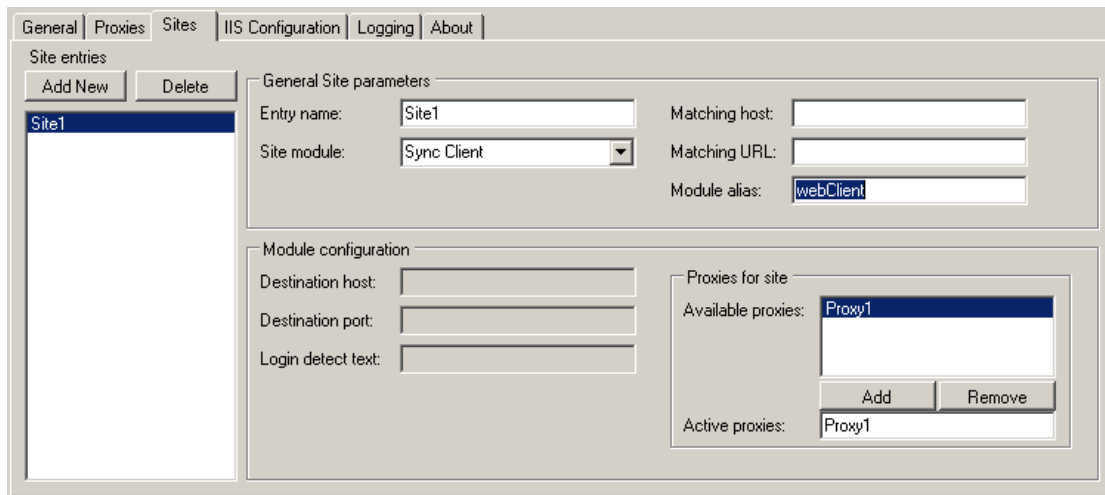 General Proxies Sites IIS Configuration Logging About
Site entries
Add New Delete
Site1
General Site parameters
Entry name: Site1
Matching host:
Site module: Sync Client
Matching URL:
Module alias: webClient
Module configuration
Destination host:
Destination port:
Login detect text:
Proxies for site
Available proxies: Proxy1
Add Remove
Active proxies: Proxy1